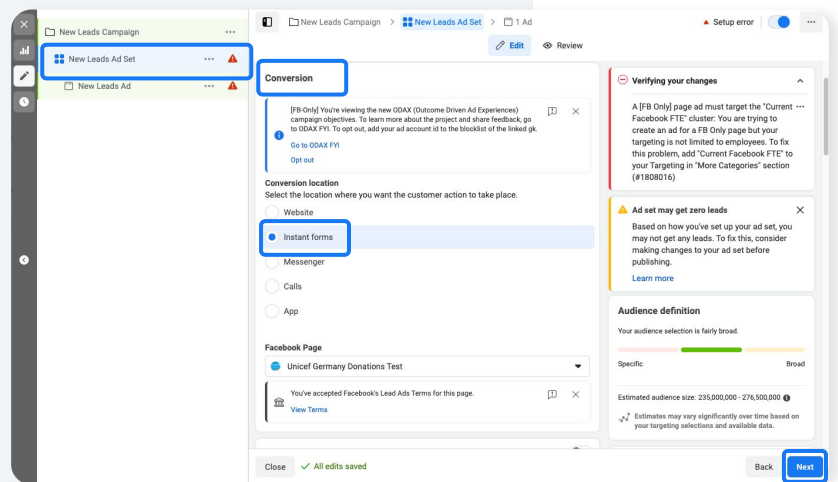 New Leads Campaign
New Leads Ad Set
New Leads Ad
New Leads Campaign > New Leads Ad Set > 1 Ad
Setup error
Edit
Review
Conversion
[FB-Only] You're viewing the new ODAX (Outcome Driven Ad Experiences)
campaign objectives. To learn more about the project and share feedback, go
to ODAX FYI. To opt out, add your ad account id to the blocklist of the linked gk.
Go to ODAX FYI
Opt out
Conversion location
Select the location where you want the customer action to take place.
Website
Instant forms
Messenger
Calls
App
Facebook Page
Unicef Germany Donations Test
You've accepted Facebook's Lead Ads Terms for this page.
View Terms
Close
All edits saved
Back
Next
Verifying your changes
A [FB Only] page ad must target the "Current
Facebook FTE" cluster: You are trying to
create an ad for a FB Only page but your
targeting is not limited to employees. To fix
this problem, add "Current Facebook FTE" to
your Targeting in "More Categories" section
(#1808016)
Ad set may get zero leads
Based on how you've set up your ad set, you
may not get any leads. To fix this, consider
making changes to your ad set before
publishing.
Learn more
Audience definition
Your audience selection is fairly broad.
Specific
Broad
Estimated audience size: 235,000,000 - 276,500,000
Estimates may vary significantly over time based on
your targeting selections and available data.